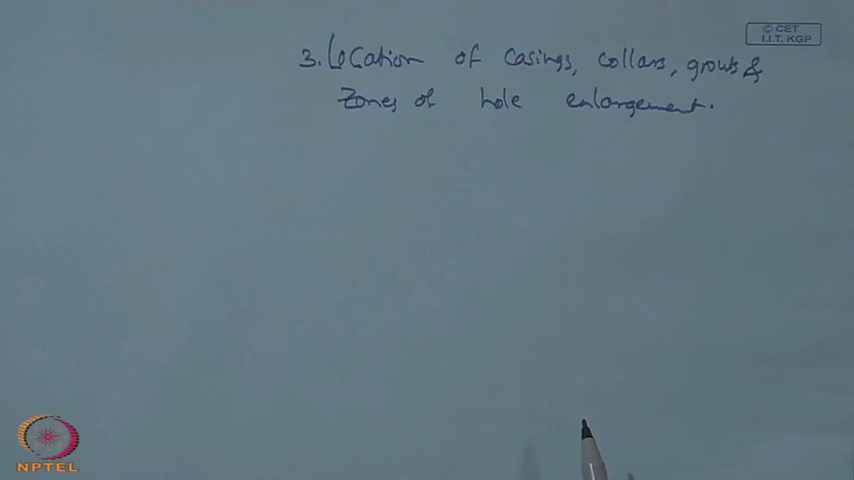 © CET
I.I.T. KGP
3. Location of casings, collars, grouts &
Zones of hole enlargement.
NPTEL